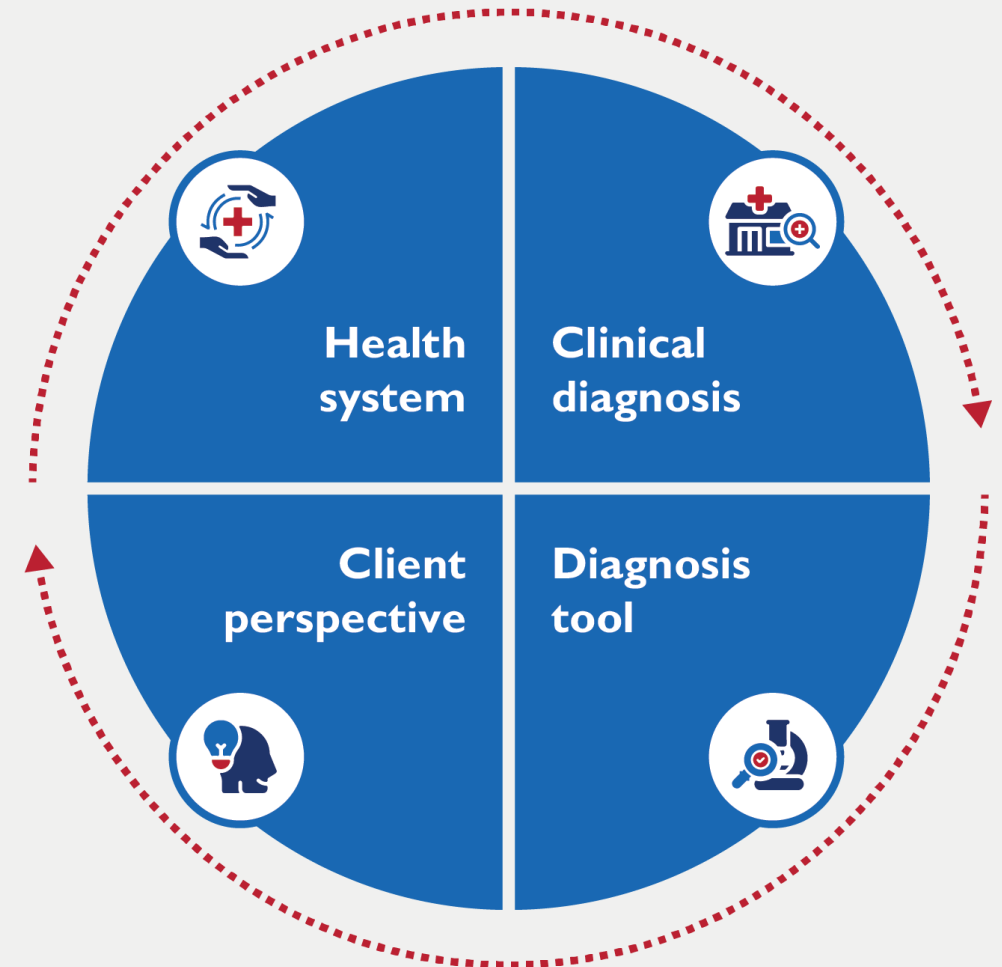 Health
system
Clinical
diagnosis
Client
perspective
Diagnosis
tool